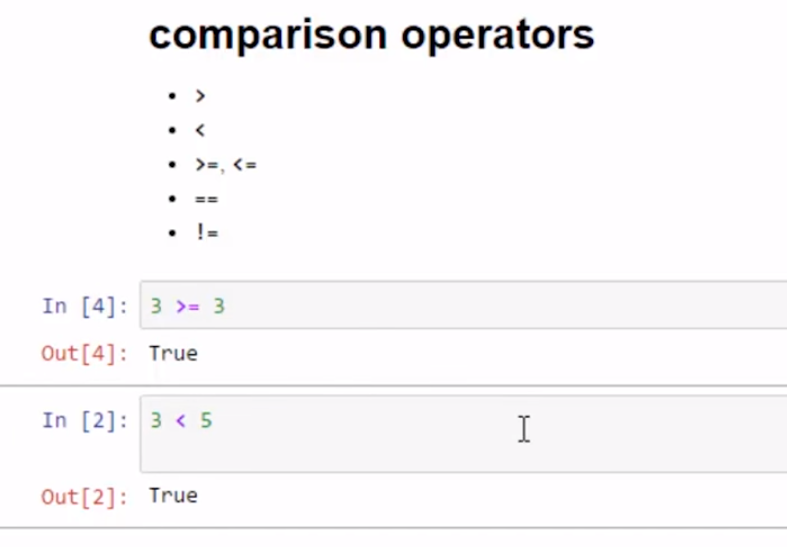 comparison operators
• >
• <
• >=, <=
• ==
• !=
In [4]: 3 >= 3
Out[4]: True
In [2]: 3 < 5
Out[2]: True